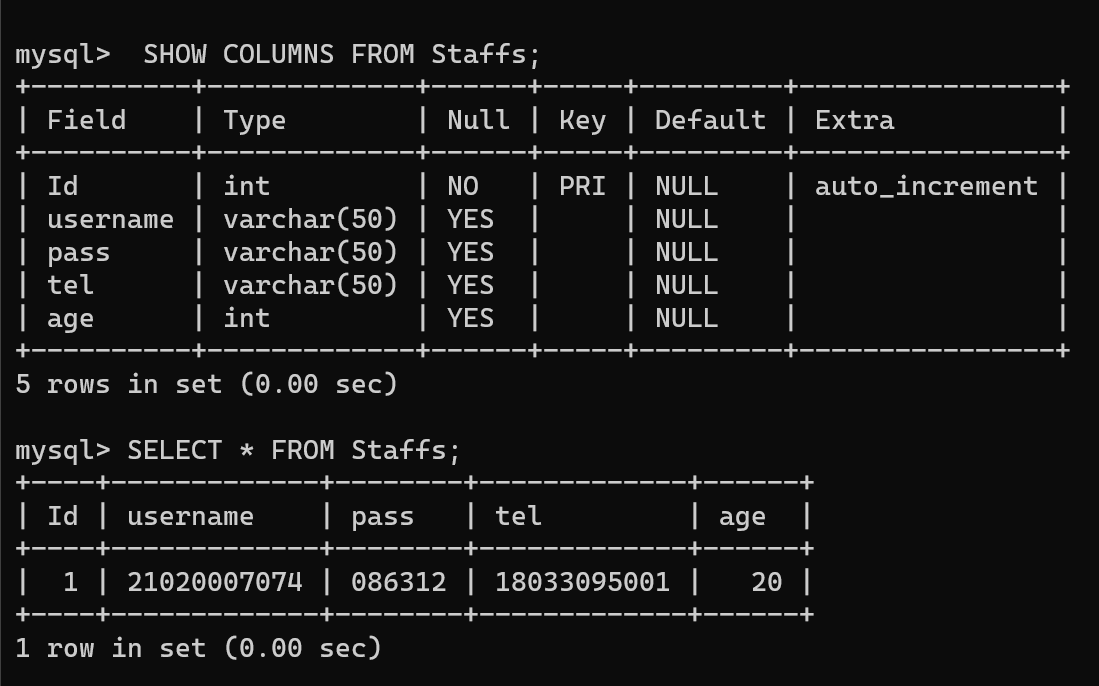 mysql>  SHOW COLUMNS FROM Staffs;
+----------+-------------+------+-----+---------+----------------+
| Field    | Type        | Null | Key | Default | Extra          |
+----------+-------------+------+-----+---------+----------------+
| Id       | int         | NO   | PRI | NULL    | auto_increment |
| username | varchar(50) | YES  |     | NULL    |                |
| pass     | varchar(50) | YES  |     | NULL    |                |
| tel      | varchar(50) | YES  |     | NULL    |                |
| age      | int         | YES  |     | NULL    |                |
+----------+-------------+------+-----+---------+----------------+
5 rows in set (0.00 sec)
mysql> SELECT * FROM Staffs;
+----+-------------+--------+-------------+------+
| Id | username    | pass   | tel         | age  |
+----+-------------+--------+-------------+------+
|  1 | 21020007074 | 086312 | 18033095001 |   20 |
+----+-------------+--------+-------------+------+
1 row in set (0.00 sec)